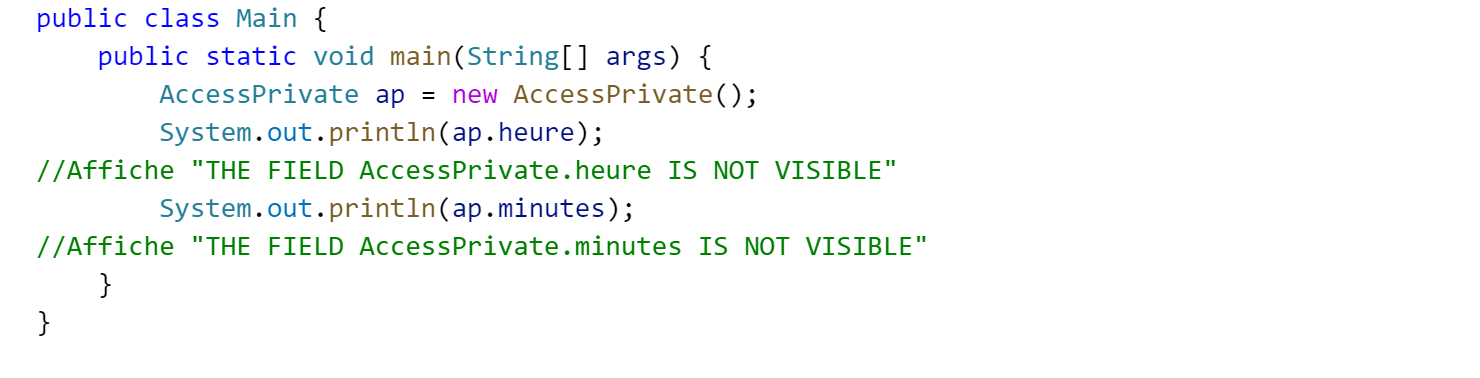 public class Main {
    public static void main(String[] args) {
        AccessPrivate ap = new AccessPrivate();
        System.out.println(ap.heure);
//Affiche "THE FIELD AccessPrivate.heure IS NOT VISIBLE"
        System.out.println(ap.minutes);
//Affiche "THE FIELD AccessPrivate.minutes IS NOT VISIBLE"
    }
}